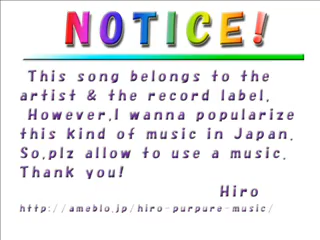 NOTICE!
This song belongs to the
artist & the record label.
However,I wanna popularize
this kind of music in Japan.
So,plz allow to use a music.
Thank you!
Hiro
http://ameblo.jp/hiro-purpure-music/